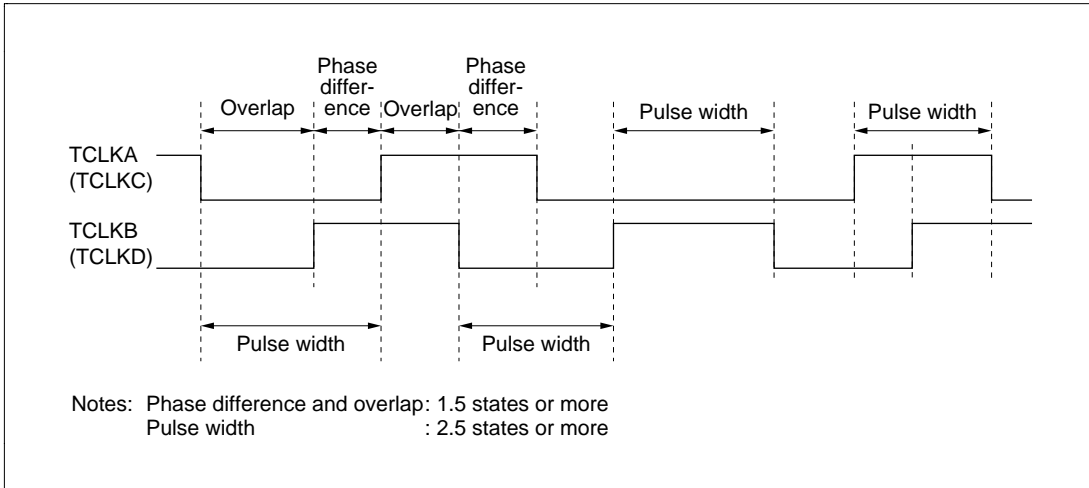 Phase
differ-
ence
Phase
differ-
ence
Overlap
Overlap
Pulse width
Pulse width
TCLKA
(TCLKC)
TCLKB
(TCLKD)
Pulse width
Pulse width
Notes: Phase difference and overlap : 1.5 states or more
Pulse width : 2.5 states or more